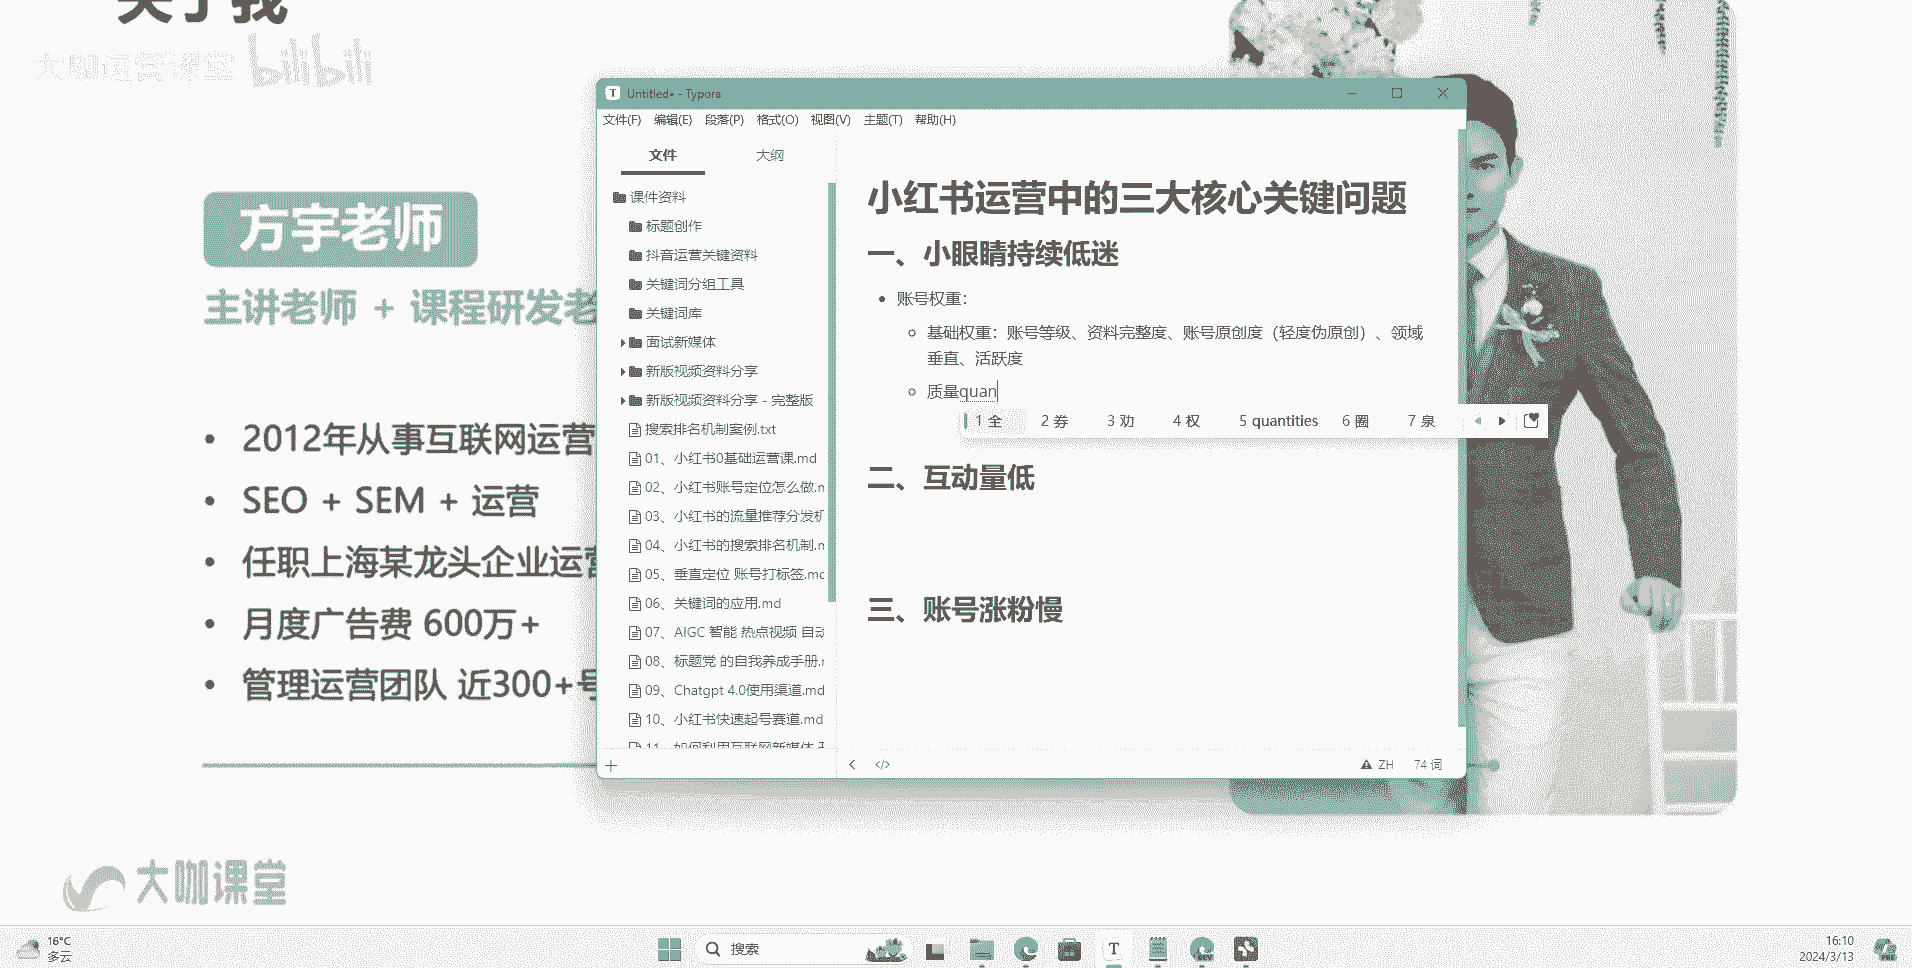 关于我
大咖运营课堂 bilibili
方宇老师
主讲老师 + 课程研发老
• 2012年从事互联网运营
• SEO + SEM + 运营
• 任职上海某龙头企业运营
• 月度广告费 600万+
• 管理运营团队 近300+号
大咖课堂
Untitled• - Typora
文件(F) 编辑(E) 段落(P) 格式(O) 视图(V) 主题(T) 帮助(H)
文件 大纲
课件资料
标题创作
抖音运营关键资料
关键词分组工具
关键词库
面试新媒体
新版视频资料分享
新版视频资料分享 - 完整版
搜索排名机制案例.txt
01、小红书0基础运营课.md
02、小红书账号定位怎么做.m
03、小红书的流量推荐分发机
04、小红书的搜索排名机制.m
05、垂直定位 账号打标签.mc
06、关键词的应用.md
07、AIGC 智能 热点视频 自动
08、标题党 的自我养成手册.r
09、Chatgpt 4.0使用渠道.md
10、小红书快速起号赛道.md
11、如何利用互联网新媒体
小红书运营中的三大核心关键问题
一、小眼睛持续低迷
• 账号权重：
基础权重：账号等级、资料完整度、账号原创度（轻度伪原创）、领域
垂直、活跃度
质量quan
1 全 2 券 3 劝 4 权 5 quantities 6 圈 7 泉
二、互动量低
三、账号涨粉慢
ZH 74 词
16°C
多云
搜索
T
DEV
16:10
2024/3/13
PRE